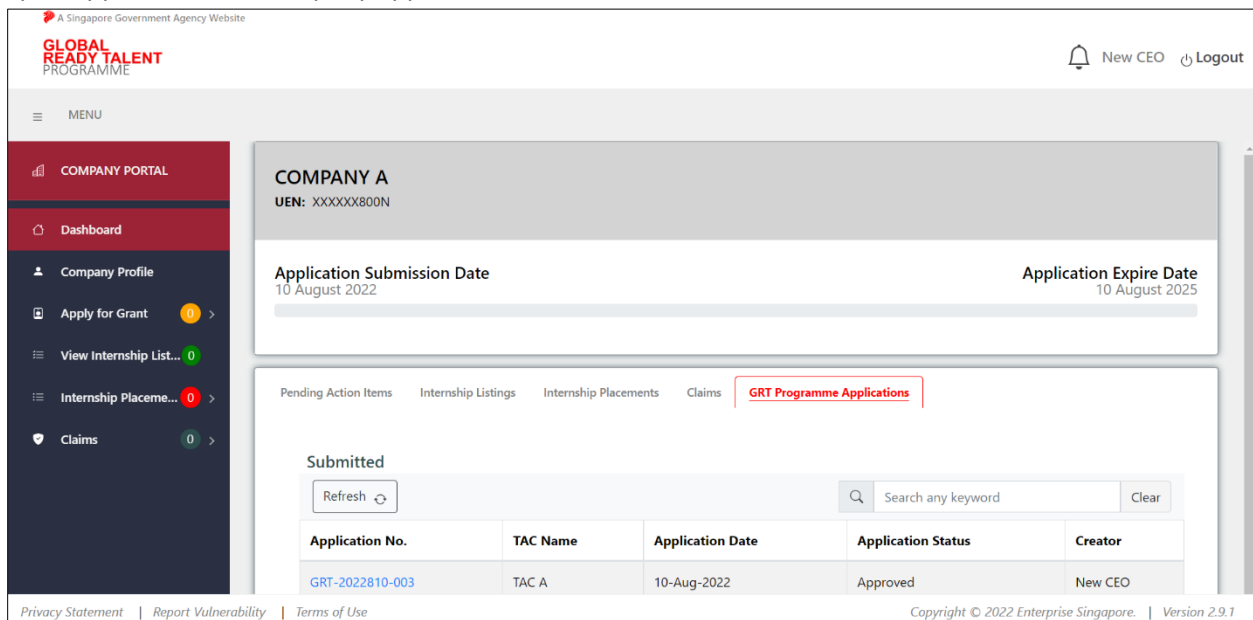 A Singapore Government Agency Website
GLOBAL
READY TALENT
PROGRAMME
New CEO Logout
MENU
COMPANY PORTAL
Dashboard
Company Profile
Apply for Grant 0
View Internship List... 0
Internship Placeme... 0
Claims 0
COMPANY A
UEN: XXXXXX800N
Application Submission Date Application Expire Date
10 August 2022 10 August 2025
Pending Action Items Internship Listings Internship Placements Claims GRT Programme Applications
Submitted
Refresh Search any keyword Clear
Application No. TAC Name Application Date Application Status Creator
GRT-2022810-003 TAC A 10-Aug-2022 Approved New CEO
Privacy Statement | Report Vulnerability | Terms of Use Copyright © 2022 Enterprise Singapore. | Version 2.9.1